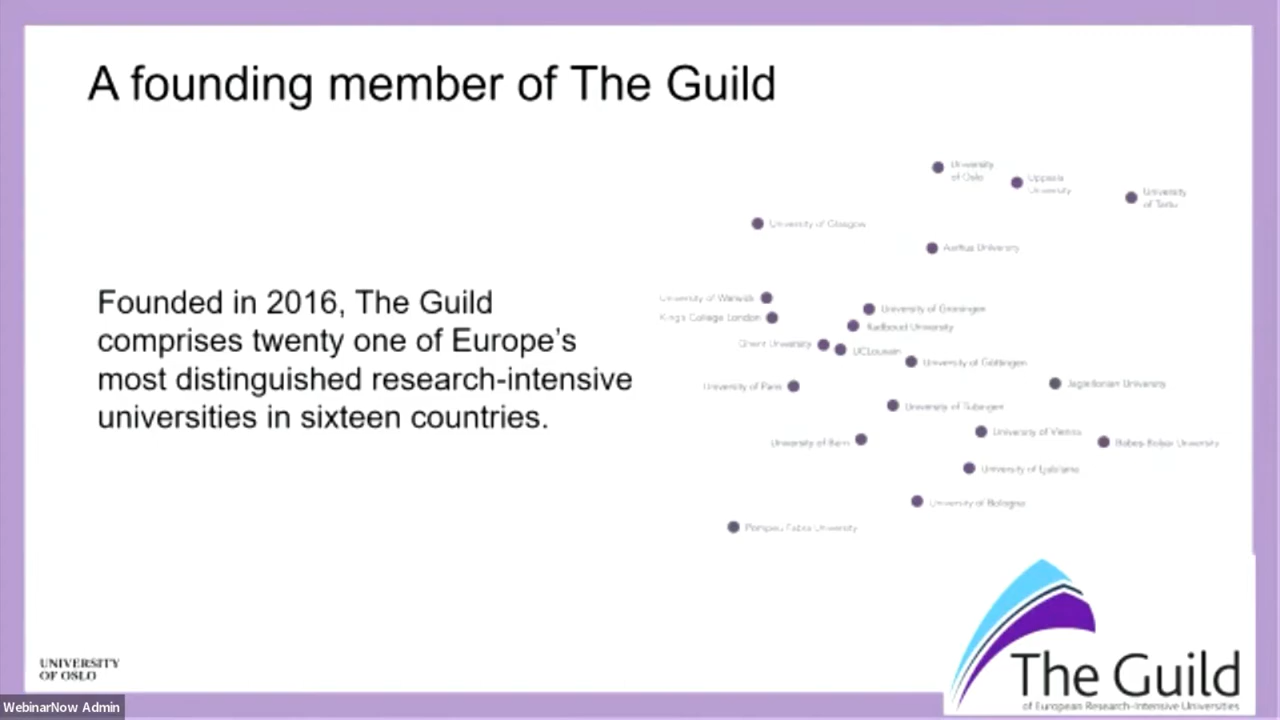 A founding member of The Guild
University
of Oslo
Uppsala
University
University
of Tartu
University of Glasgow
Aarhus University
University of Warwick
University of Groningen
King's College London
Radboud University
Ghent University
UCLouvain
University of Göttingen
University of Paris
Jagiellonian University
University of Tübingen
University of Vienna
University of Bern
Babeș-Bolyai University
University of Ljubljana
University of Bologna
Pompeu Fabra University
Founded in 2016, The Guild
comprises twenty one of Europe's
most distinguished research-intensive
universities in sixteen countries.
UNIVERSITY
OF OSLO
The Guild
of European Research-Intensive Universities
WebinarNow Admin